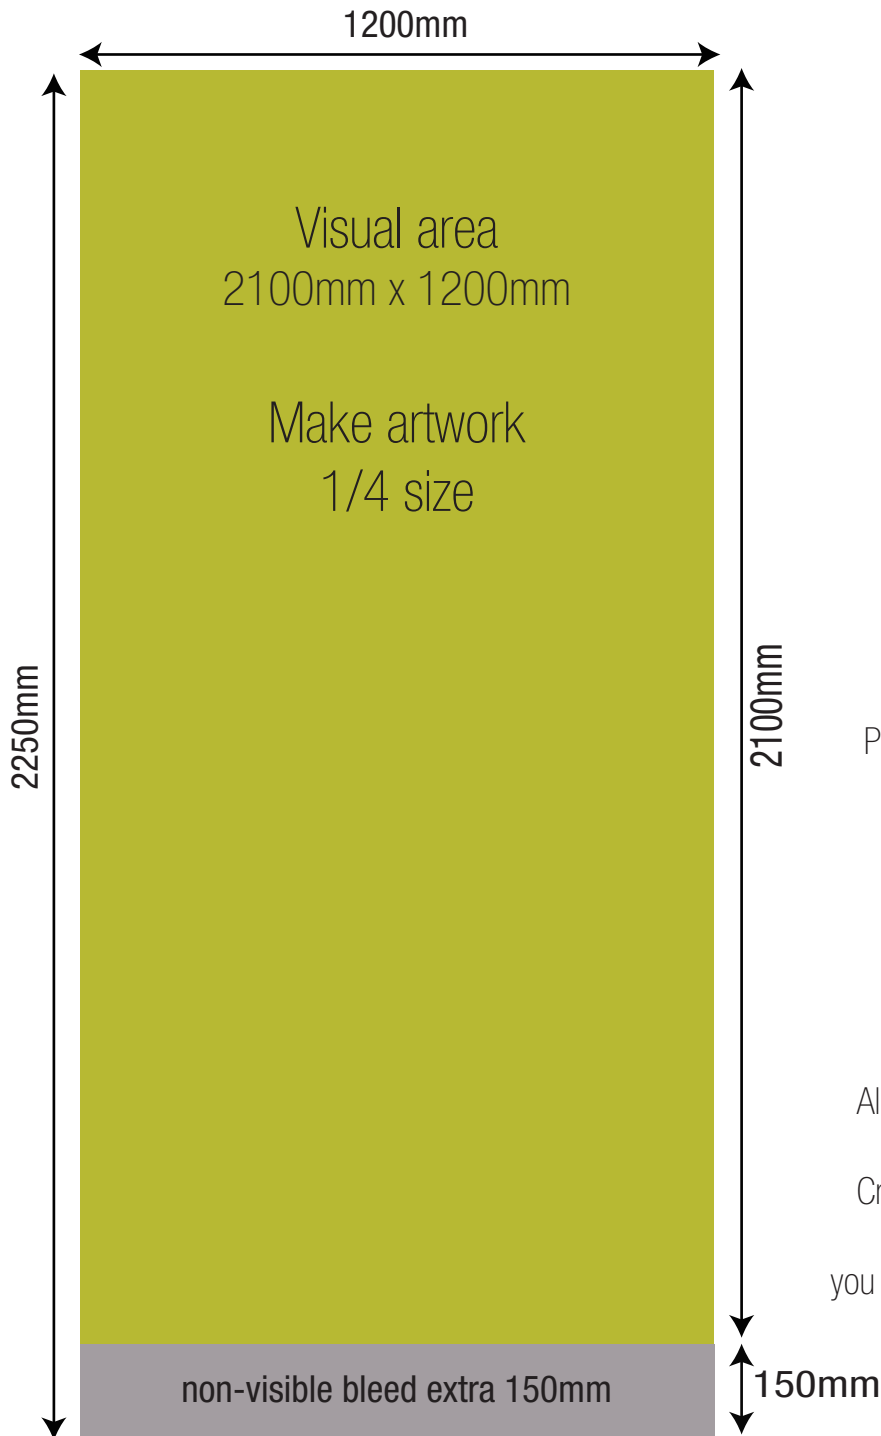 1200mm
Visual area
2100mm x 1200mm
Make artwork
1/4 size
2250mm
2100mm
P
Al
Cr
you
non-visible bleed extra 150mm
150mm